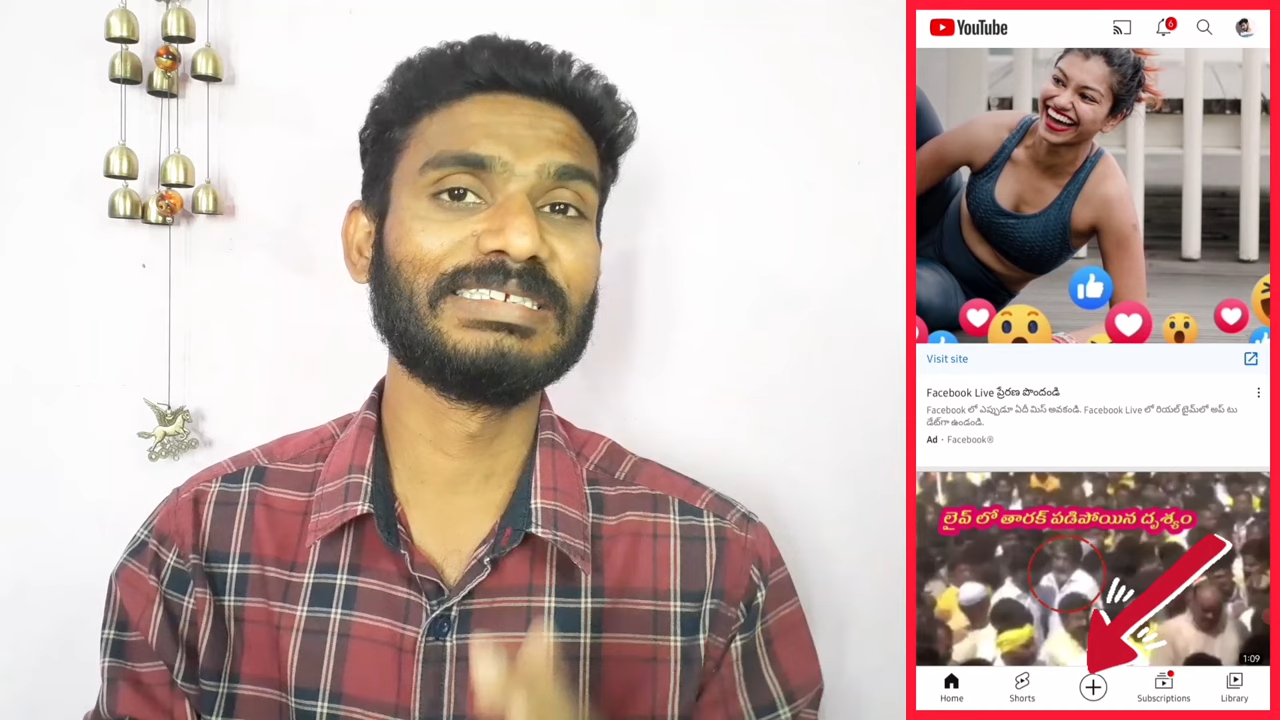 YouTube
6
Visit site
Facebook Live ప్రేరణ పొందండి
Facebook లో ఎప్పుడూ ఏదీ మిస్ అవకండి. Facebook Live లో రియల్ టైమ్‌లో అప్ టు
డేట్‌గా ఉండండి.
Ad · Facebook®
లైవ్ లో తారక్ పడిపోయిన దృశ్యం
1:09
Home
Shorts
Subscriptions
Library